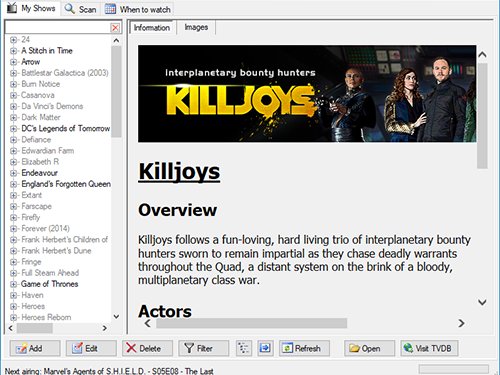 My Shows Scan When to watch
Information Images
24
A Stitch in Time
Arrow
Battlestar Galactica (2003)
Burn Notice
Casanova
Da Vinci's Demons
Dark Matter
DC's Legends of Tomorrow
Defiance
Edwardian Farm
Elizabeth R
Endeavour
England's Forgotten Queen
Extant
Farscape
Firefly
Forever (2014)
Frank Herbert's Children of
Frank Herbert's Dune
Fringe
Full Steam Ahead
Game of Thrones
Haven
Heroes
Heroes Reborn
interplanetary bounty hunters
KILLJOYS
Killjoys
Overview
Killjoys follows a fun-loving, hard living trio of interplanetary bounty
hunters sworn to remain impartial as they chase deadly warrants
throughout the Quad, a distant system on the brink of a bloody,
multiplanetary class war.
Actors
Add Edit Delete Filter Refresh Open Visit TVDB
Next airing: Marvel's Agents of S.H.I.E.L.D. - S05E08 - The Last